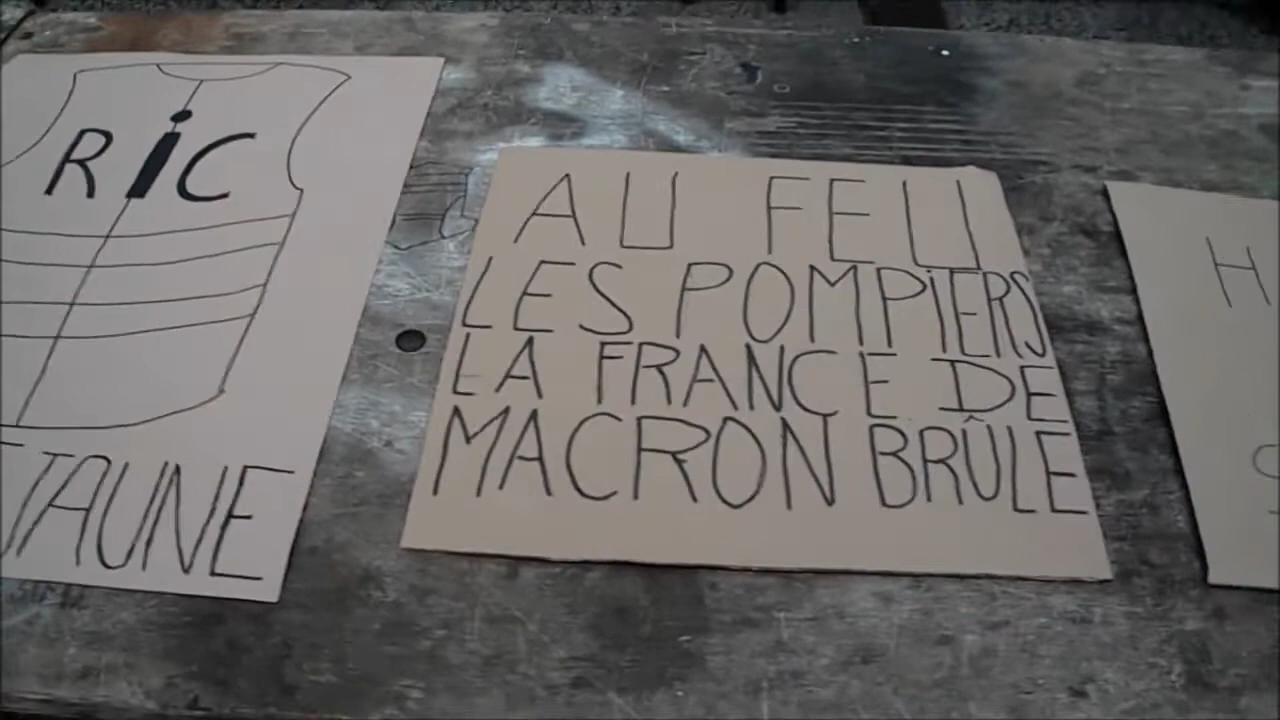 RiC
JAUNE
AU FEU
LES POMPiERS
LA FRANCE DE
MACRON BRÛLE
H